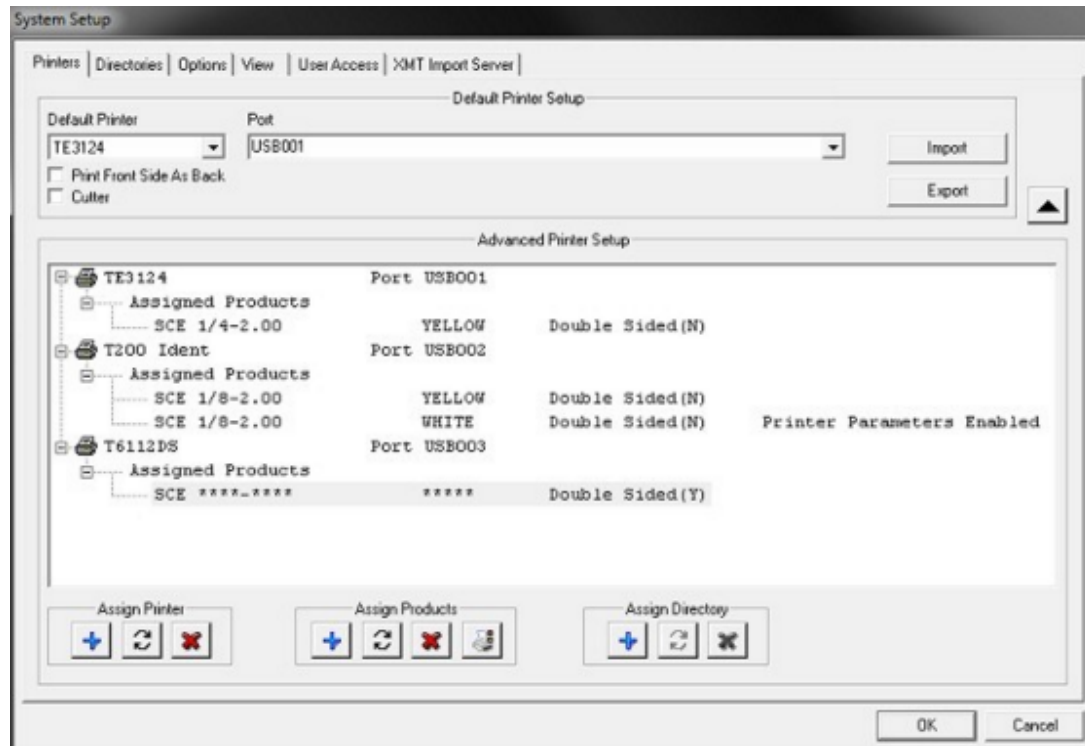 System Setup
Printers Directories Options View User Access XMT Import Server
Default Printer Setup
Default Printer Port
TE3124 USB001 Import
Print Front Side As Back
Cutter Export
Advanced Printer Setup
TE3124 Port USB001
Assigned Products
SCE 1/4-2.00 YELLOW Double Sided(N)
T200 Ident Port USB002
Assigned Products
SCE 1/8-2.00 YELLOW Double Sided(N)
SCE 1/8-2.00 WHITE Double Sided(N) Printer Parameters Enabled
T6112DS Port USB003
Assigned Products
SCE ****-**** ***** Double Sided(Y)
Assign Printer Assign Products Assign Directory
OK Cancel